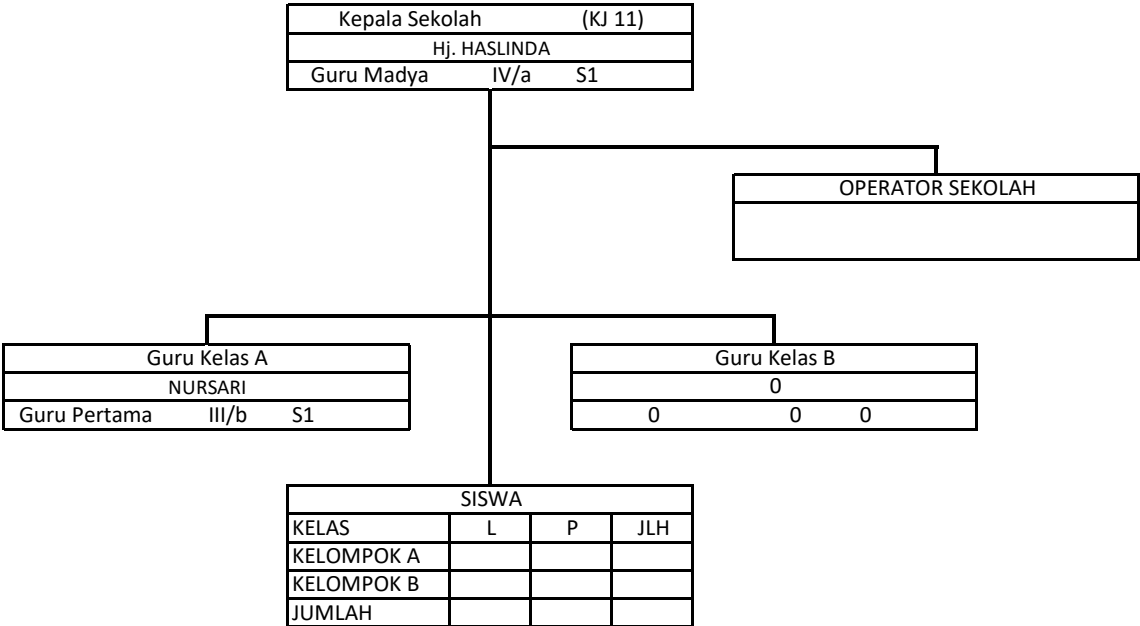 Kepala Sekolah (KJ 11)
Hj. HASLINDA
Guru Madya IV/a S1
OPERATOR SEKOLAH
Guru Kelas A
NURSARI
Guru Pertama III/b S1
Guru Kelas B
0
0 0 0
SISWA
KELAS L P JLH
KELOMPOK A
KELOMPOK B
JUMLAH